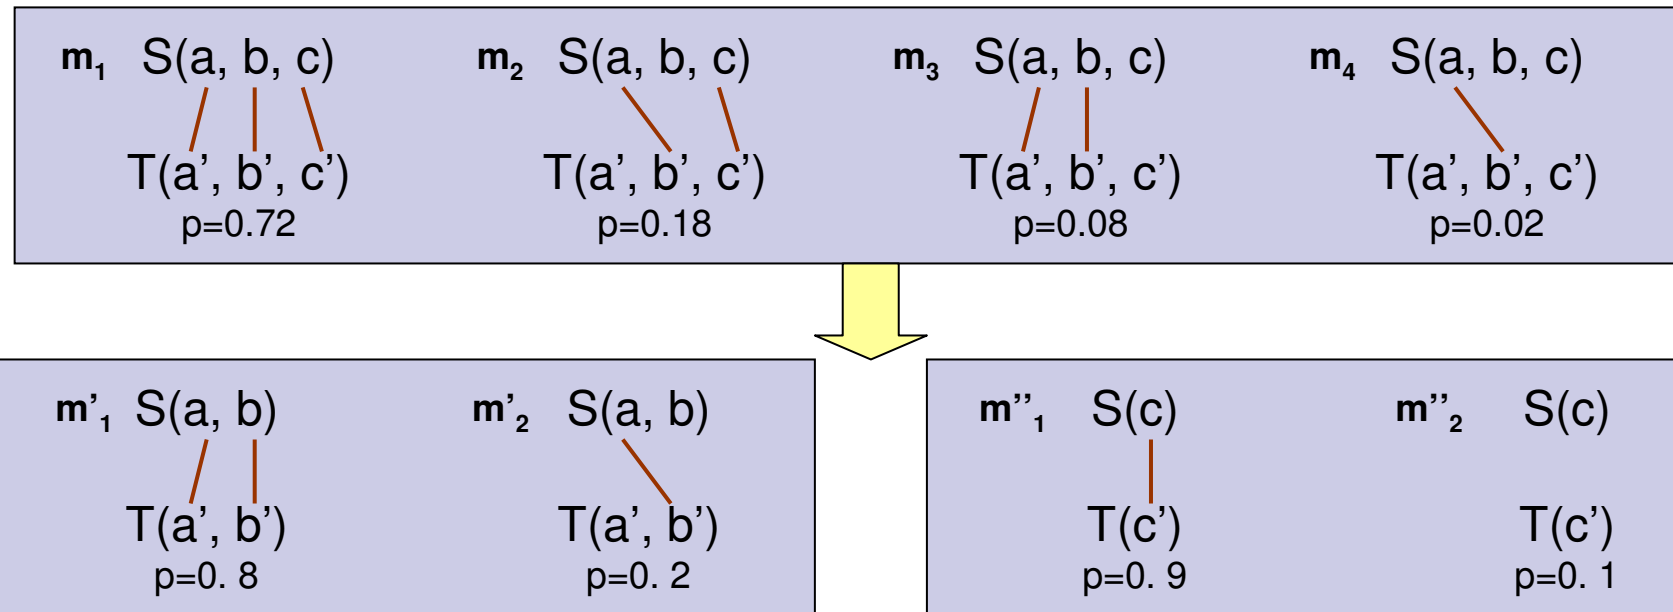 m1 S(a, b, c) m2 S(a, b, c) m3 S(a, b, c) m4 S(a, b, c)
T(a’, b’, c’) T(a’, b’, c’) T(a’, b’, c’) T(a’, b’, c’)
p=0.72 p=0.18 p=0.08 p=0.02
m’1 S(a, b) m’2 S(a, b) m’’1 S(c) m’’2 S(c)
T(a’, b’) T(a’, b’) T(c’) T(c’)
p=0. 8 p=0. 2 p=0. 9 p=0. 1